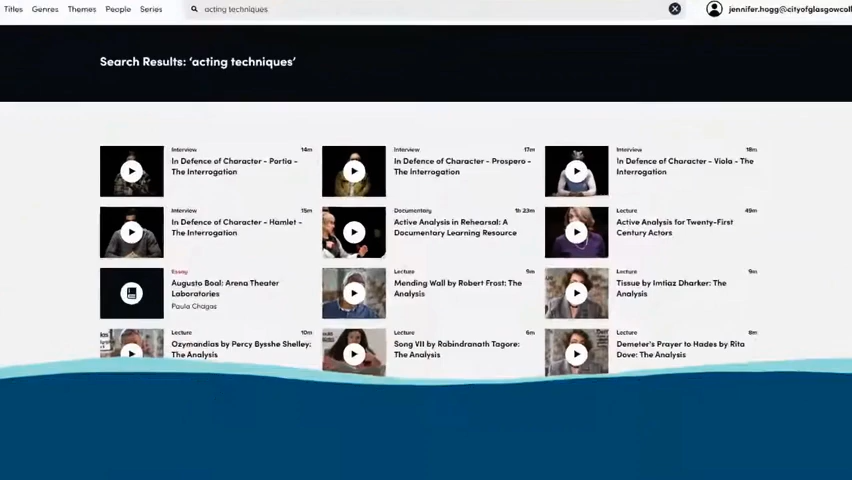 Titles Genres Themes People Series acting techniques jennifer.hogg@cityofglasgowcoll
Search Results: ‘acting techniques’
Interview 14m
In Defence of Character - Portia -
The Interrogation
Interview 17m
In Defence of Character - Prospero -
The Interrogation
Interview 18m
In Defence of Character - Viola - The
Interrogation
Interview 15m
In Defence of Character - Hamlet -
The Interrogation
Documentary 1h 23m
Active Analysis in Rehearsal: A
Documentary Learning Resource
Lecture 49m
Active Analysis for Twenty-First
Century Actors
Essay
Augusto Boal: Arena Theater
Laboratories
Paula Chagas
Lecture 9m
Mending Wall by Robert Frost: The
Analysis
Lecture 9m
Tissue by Imtiaz Dharker: The
Analysis
Lecture 10m
Ozymandias by Percy Bysshe Shelley:
The Analysis
Lecture 6m
Song VII by Rabindranath Tagore:
The Analysis
Lecture 8m
Demeter's Prayer to Hades by Rita
Dove: The Analysis